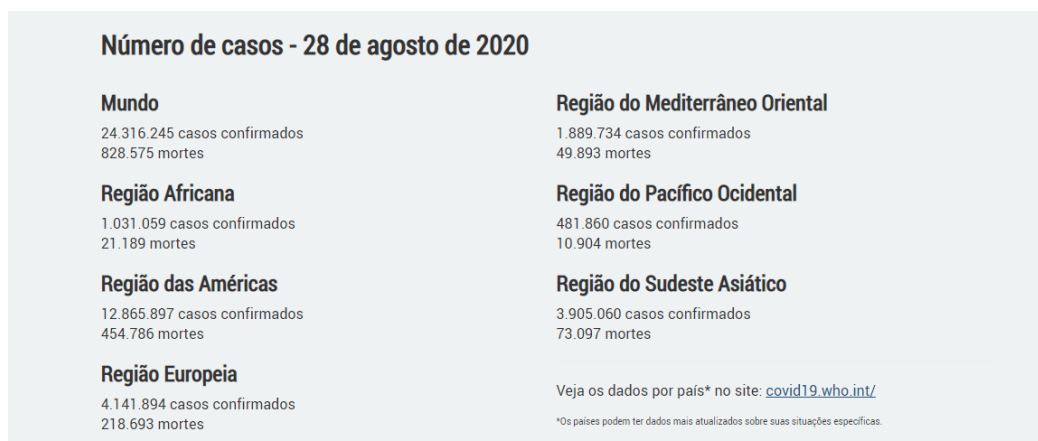 Número de casos - 28 de agosto de 2020
Mundo
24.316.245 casos confirmados
828.575 mortes
Região Africana
1.031.059 casos confirmados
21.189 mortes
Região das Américas
12.865.897 casos confirmados
454.786 mortes
Região Europeia
4.141.894 casos confirmados
218.693 mortes
Região do Mediterrâneo Oriental
1.889.734 casos confirmados
49.893 mortes
Região do Pacífico Ocidental
481.860 casos confirmados
10.904 mortes
Região do Sudeste Asiático
3.905.060 casos confirmados
73.097 mortes
Veja os dados por país* no site: covid19.who.int/
*Os países podem ter dados mais atualizados sobre suas situações específicas.